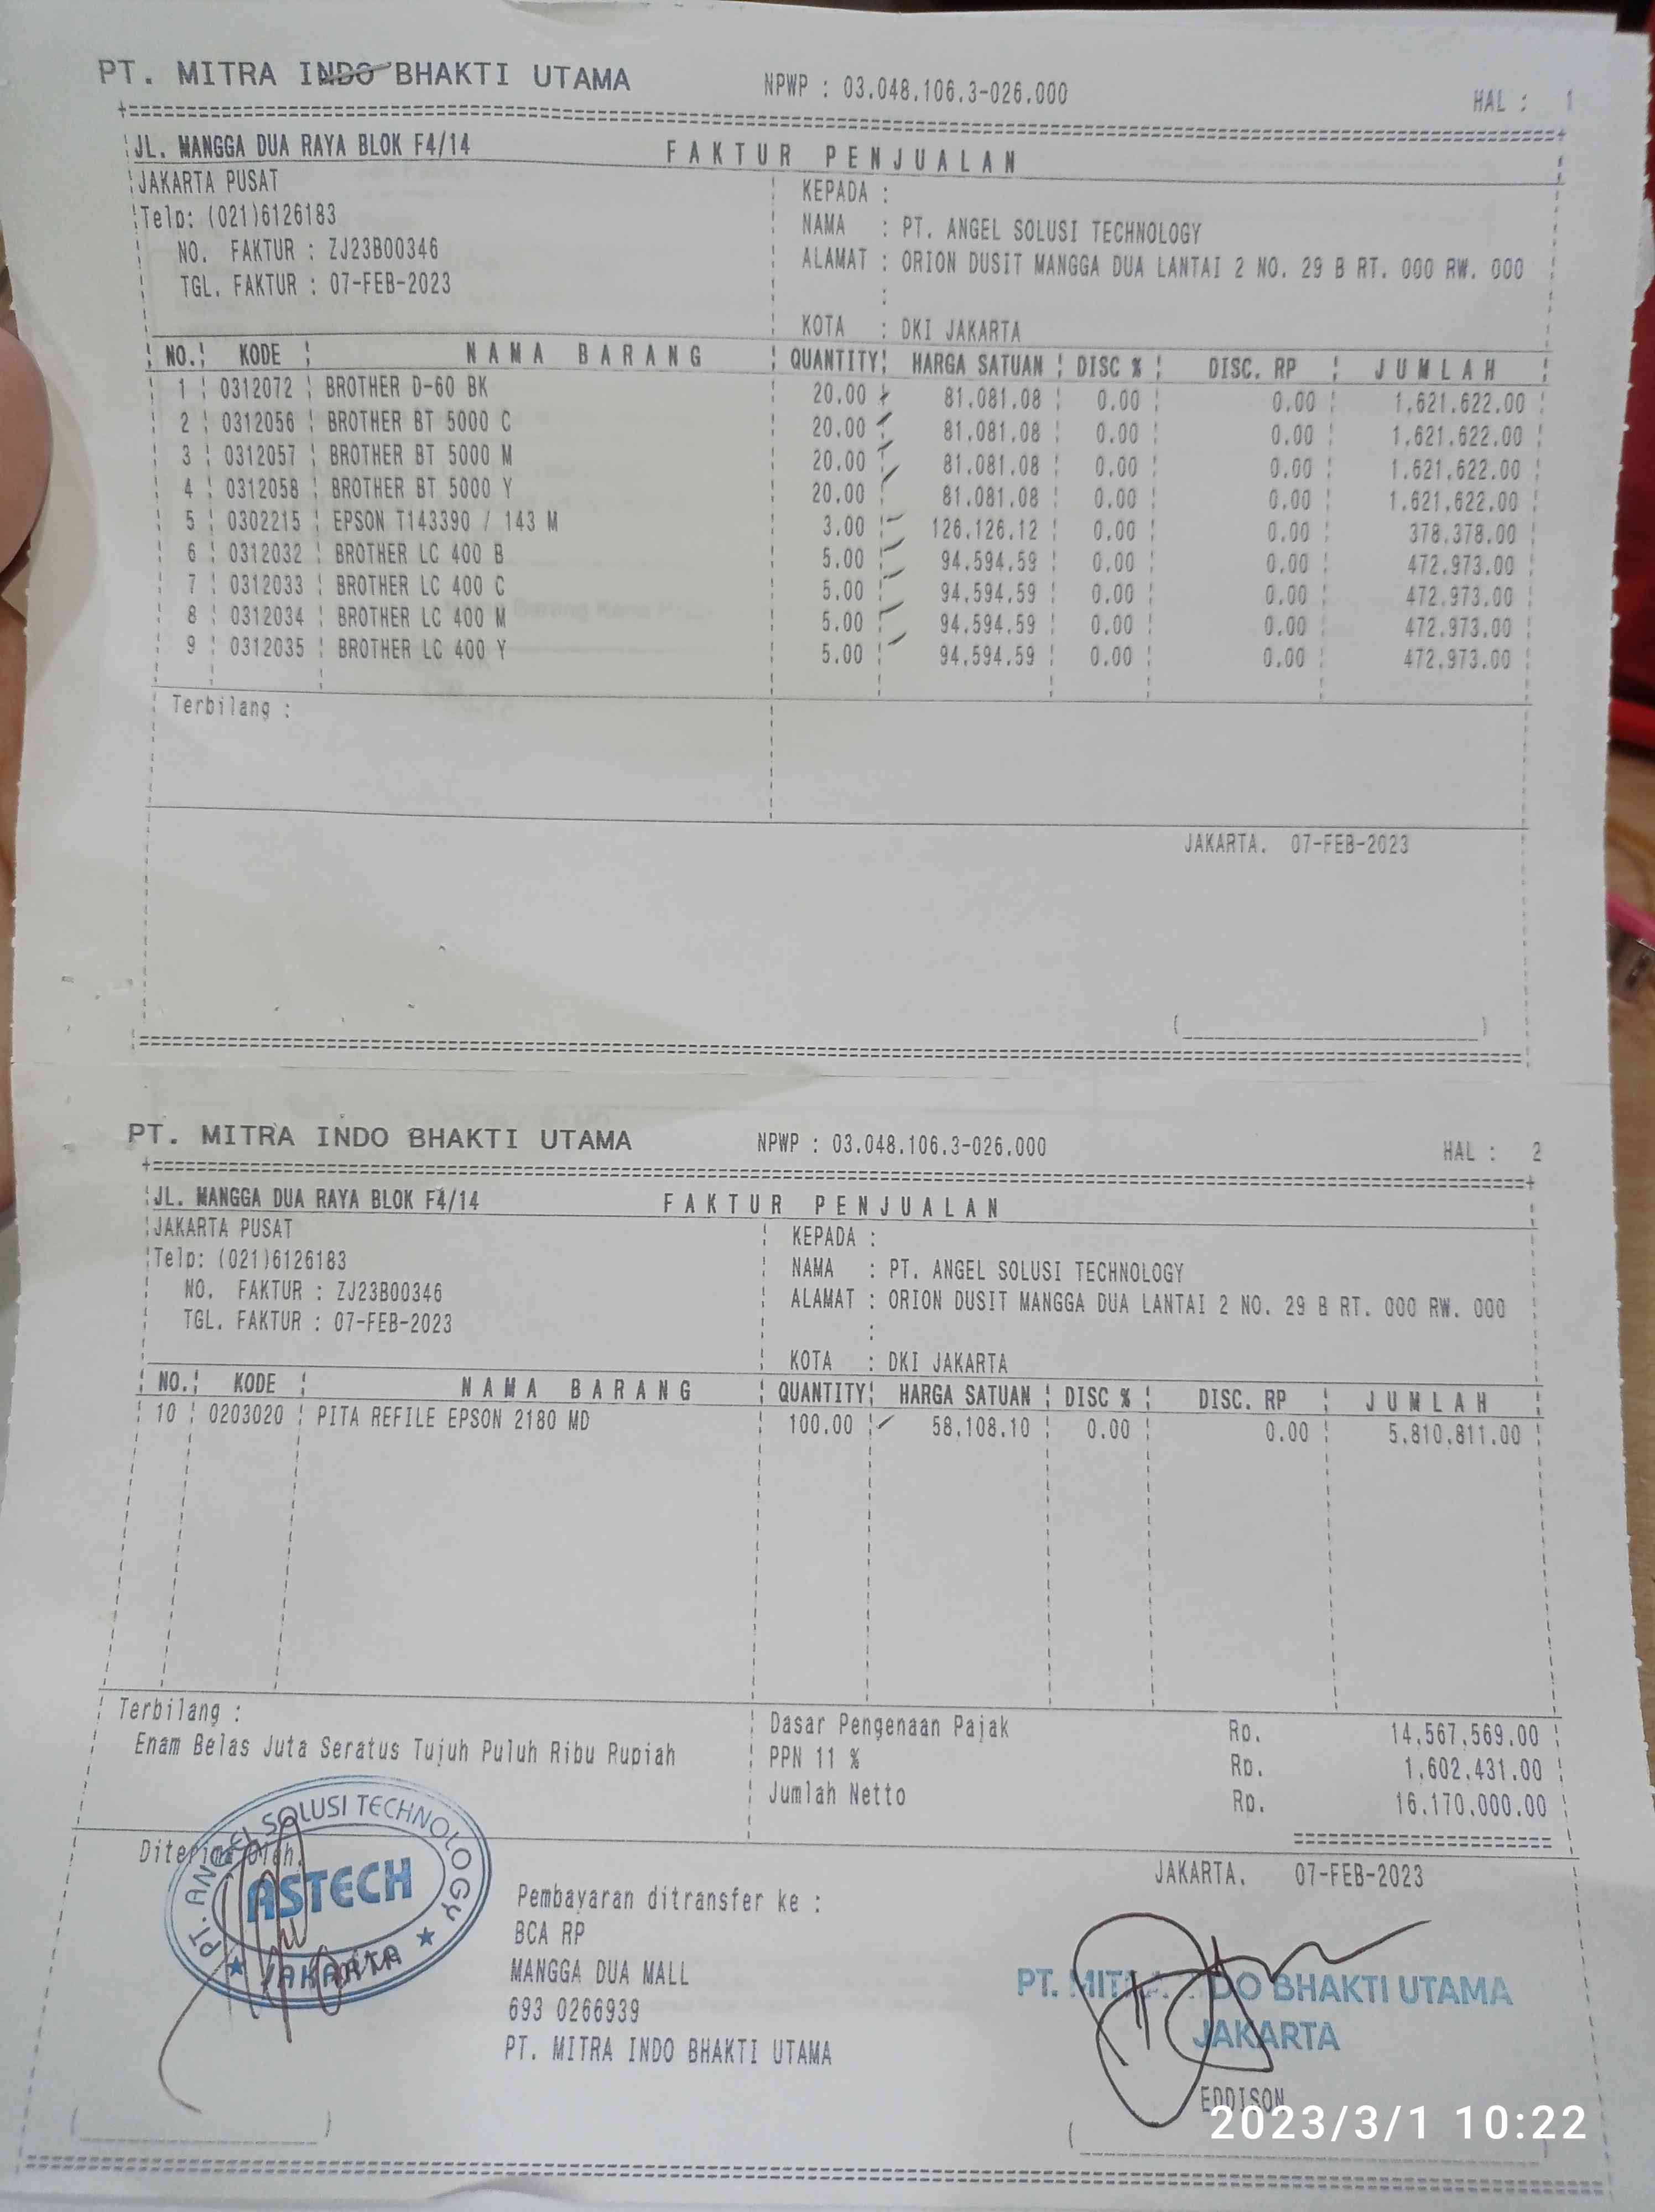 PT. MITRA INDO BHAKTI UTAMA NPWP : 03.048.106.3-026.000 HAL : 1
JL. MANGGA DUA RAYA BLOK F4/14 FAKTUR PENJUALAN
JAKARTA PUSAT KEPADA :
Telp: (021)6126183 NAMA : PT. ANGEL SOLUSI TECHNOLOGY
NO. FAKTUR : ZJ23B00346 ALAMAT : ORION DUSIT MANGGA DUA LANTAI 2 NO. 29 B RT. 000 RW. 000
TGL. FAKTUR : 07-FEB-2023 :
KOTA : DKI JAKARTA
NO. KODE NAMA BARANG QUANTITY HARGA SATUAN DISC % DISC. RP JUMLAH
1 0312072 BROTHER D-60 BK 20.00 81.081.08 0.00 0.00 1.621.622.00
2 0312056 BROTHER BT 5000 C 20.00 81.081.08 0.00 0.00 1.621.622.00
3 0312057 BROTHER BT 5000 M 20.00 81.081.08 0.00 0.00 1.621.622.00
4 0312058 BROTHER BT 5000 Y 20.00 81.081.08 0.00 0.00 1.621.622.00
5 0302215 EPSON T143390 / 143 M 3.00 126.126.12 0.00 0.00 378.378.00
6 0312032 BROTHER LC 400 B 5.00 94.594.59 0.00 0.00 472.973.00
7 0312033 BROTHER LC 400 C 5.00 94.594.59 0.00 0.00 472.973.00
8 0312034 BROTHER LC 400 M 5.00 94.594.59 0.00 0.00 472.973.00
9 0312035 BROTHER LC 400 Y 5.00 94.594.59 0.00 0.00 472.973.00
Terbilang :
JAKARTA. 07-FEB-2023
PT. MITRA INDO BHAKTI UTAMA NPWP : 03.048.106.3-026.000 HAL : 2
JL. MANGGA DUA RAYA BLOK F4/14 FAKTUR PENJUALAN
JAKARTA PUSAT KEPADA :
Telp: (021)6126183 NAMA : PT. ANGEL SOLUSI TECHNOLOGY
NO. FAKTUR : ZJ23B00346 ALAMAT : ORION DUSIT MANGGA DUA LANTAI 2 NO. 29 B RT. 000 RW. 000
TGL. FAKTUR : 07-FEB-2023 :
KOTA : DKI JAKARTA
NO. KODE NAMA BARANG QUANTITY HARGA SATUAN DISC % DISC. RP JUMLAH
10 0203020 PITA REFILE EPSON 2180 MD 100.00 58.108.10 0.00 0.00 5.810.811.00
Terbilang : Dasar Pengenaan Pajak Rp. 14,567,569.00
Enam Belas Juta Seratus Tujuh Puluh Ribu Rupiah PPN 11 % Rp. 1,602,431.00
Jumlah Netto Rp. 16,170,000.00
Diterima Oleh, JAKARTA. 07-FEB-2023
PT. ANGEL SOLUSI TECHNOLOGY
ASTECH
JAKARTA
Pembayaran ditransfer ke :
BCA RP
MANGGA DUA MALL
693 0266939
PT. MITRA INDO BHAKTI UTAMA
PT. MITRA INDO BHAKTI UTAMA
JAKARTA
EDDISON
2023/3/1 10:22